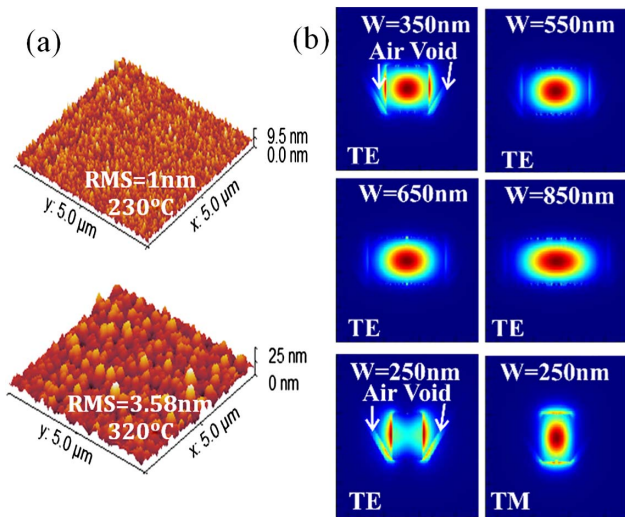 (a)
9.5 nm
0.0 nm
RMS=1nm
230ºC
y: 5.0 µm
x: 5.0 µm
25 nm
0 nm
RMS=3.58nm
320ºC
y: 5.0 µm
x: 5.0 µm
(b)
W=350nm
Air Void
TE
W=550nm
TE
W=650nm
TE
W=850nm
TE
W=250nm
Air Void
TE
W=250nm
TM